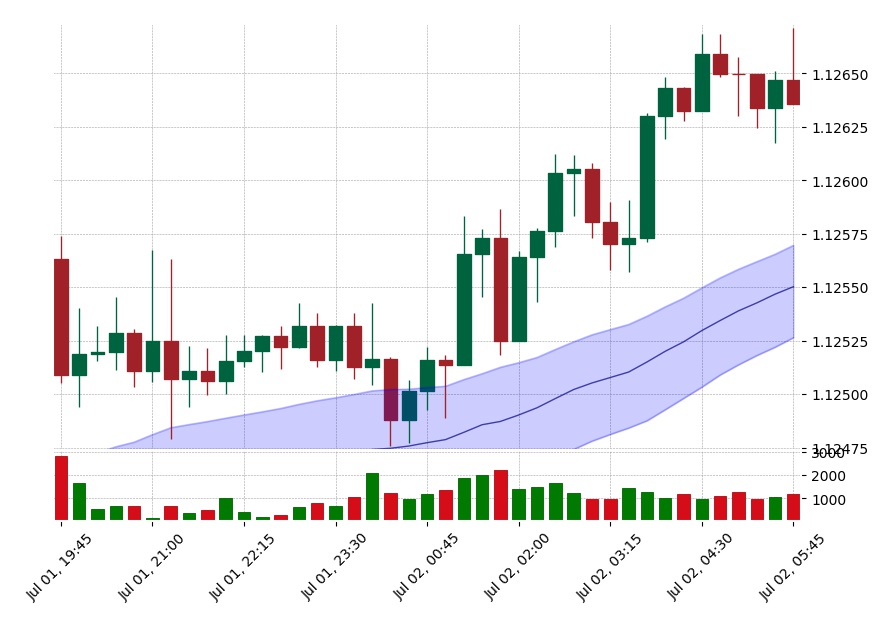 1.12650
1.12625
1.12600
1.12575
1.12550
1.12525
1.12500
1.12475
3000
2000
1000
Jul 01, 19:45
Jul 01, 21:00
Jul 01, 22:15
Jul 01, 23:30
Jul 02, 00:45
Jul 02, 02:00
Jul 02, 03:15
Jul 02, 04:30
Jul 02, 05:45